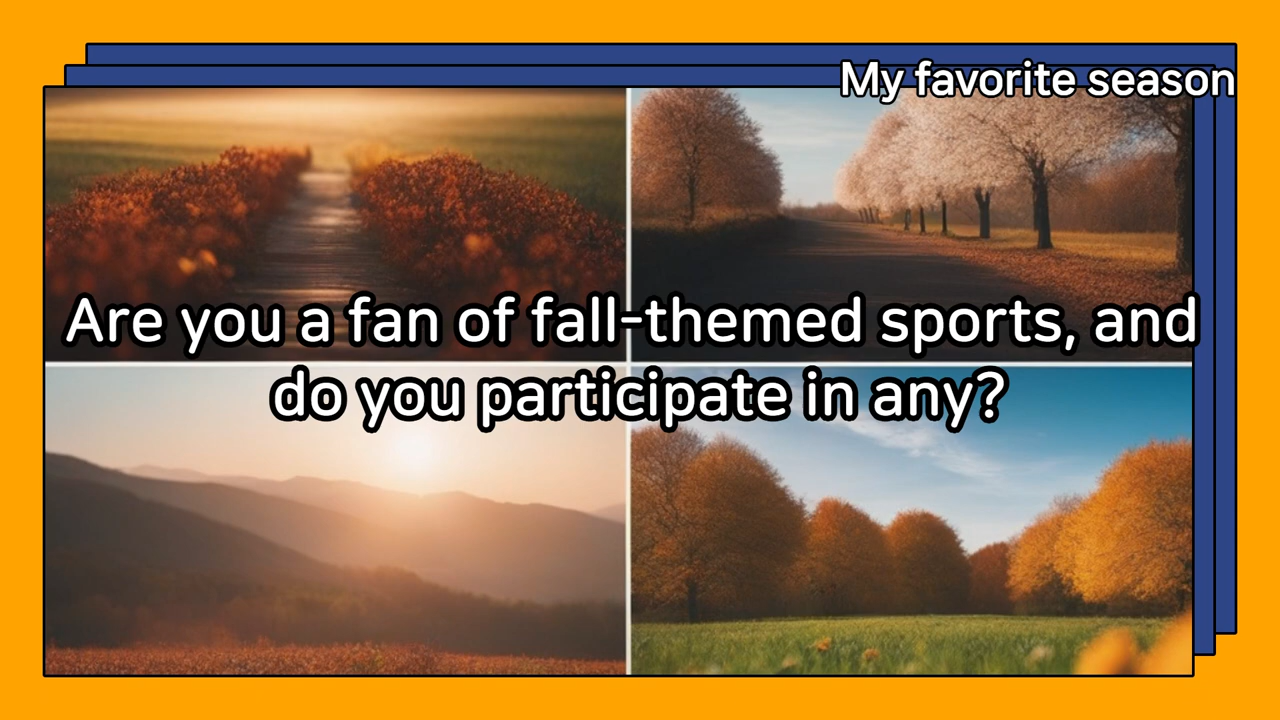 My favorite season
Are you a fan of fall-themed sports, and
do you participate in any?